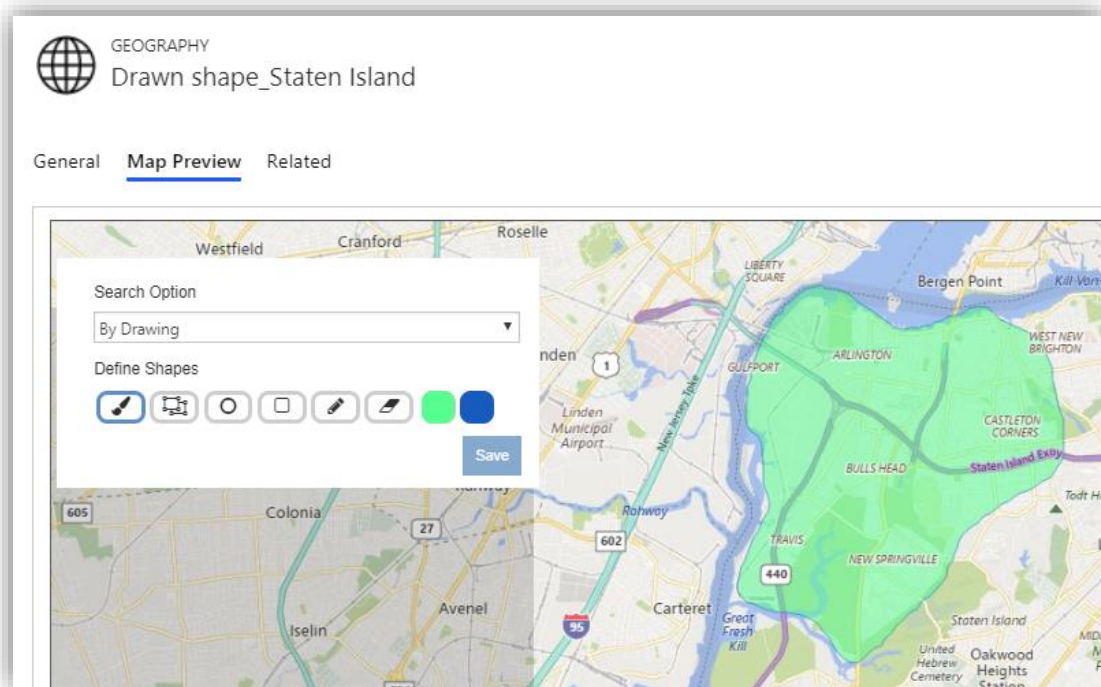 GEOGRAPHY
Drawn shape_Staten Island
General Map Preview Related
Westfield
Cranford
Roselle
Search Option
By Drawing
Define Shapes
Save
LIBERTY
SQUARE
Bergen Point
Kill Van
nden
1
GULFPORT
ARLINGTON
WEST NEW
BRIGHTON
Linden
Municipal
Airport
New Jersey Tpke
CASTLETON
CORNERS
BULLS HEAD
Staten Island Expy
Todt H
605
Colonia
27
Rahway
602
TRAVIS
NEW SPRINGVILLE
440
Avenel
Carteret
Iselin
95
Great
Fresh
Kill
Staten Island
United
Hebrew
Cemetery
Oakwood
Heights
Station